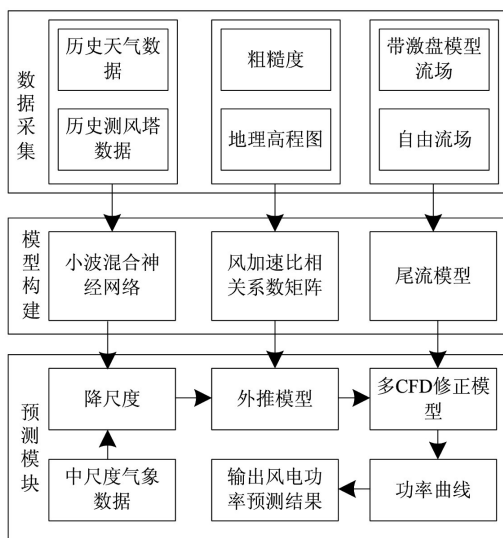 数据采集
历史天气数
据
历史测风塔
数据
粗糙度
地理高程图
带激盘模型
流场
自由流场
模型构建
小波混合神
经网络
风加速比相
关系数矩阵
尾流模型
预测模块
降尺度
外推模型
多CFD修正模
型
中尺度气象
数据
输出风电功
率预测结果
功率曲线